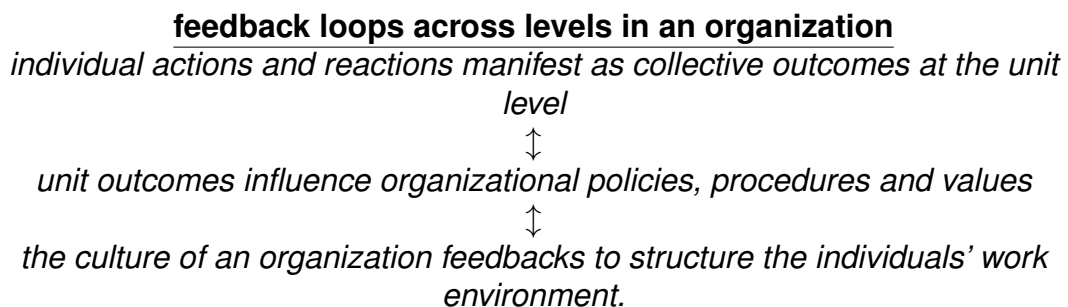 feedback loops across levels in an organization
individual actions and reactions manifest as collective outcomes at the unit
level
↕
unit outcomes influence organizational policies, procedures and values
↕
the culture of an organization feedbacks to structure the individuals' work
environment.